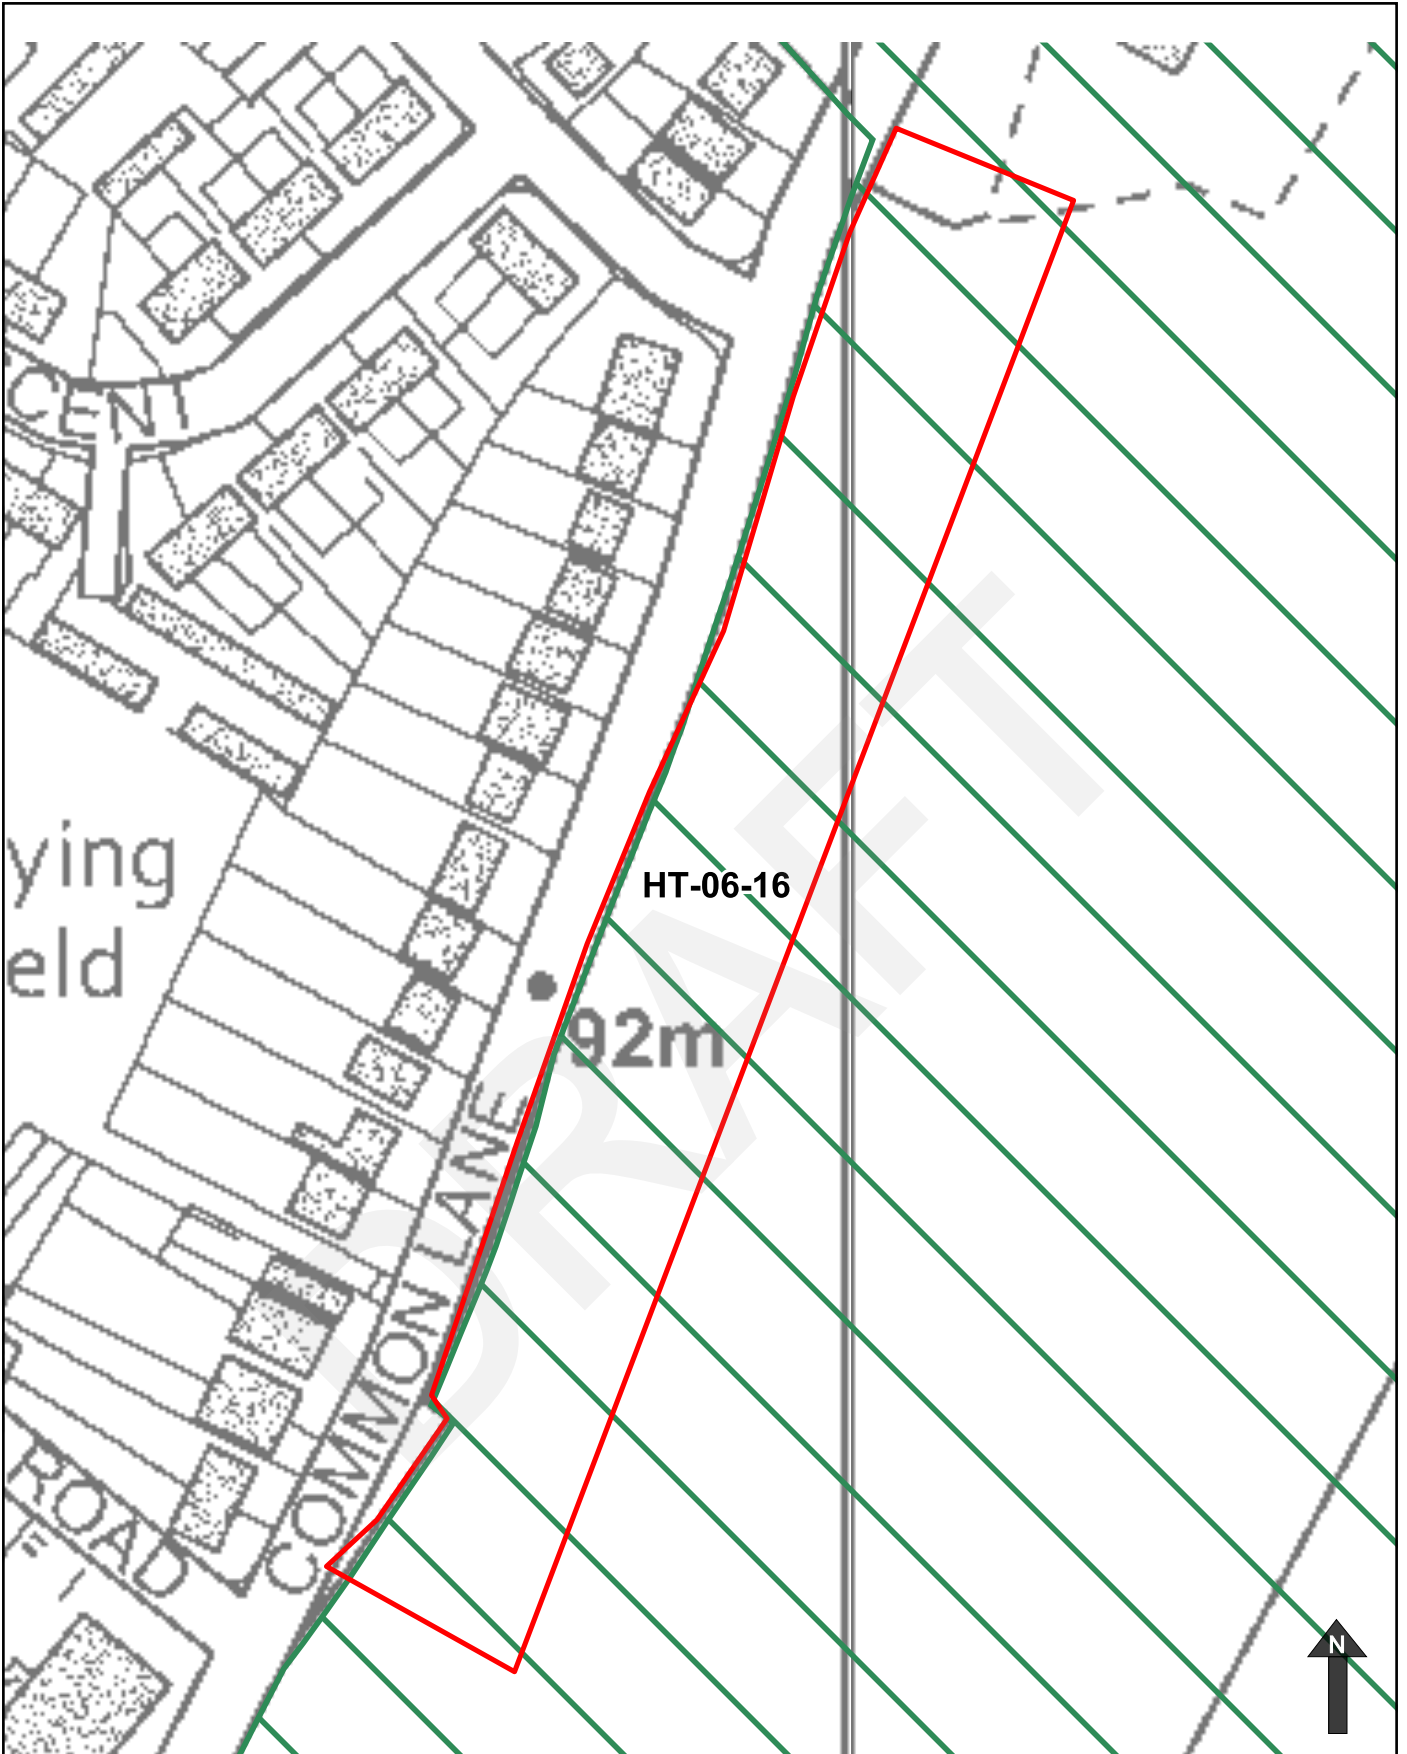 CENT
ying
eld
HT-06-16
92m
COMMON LANE
ROAD
DRAFT
N